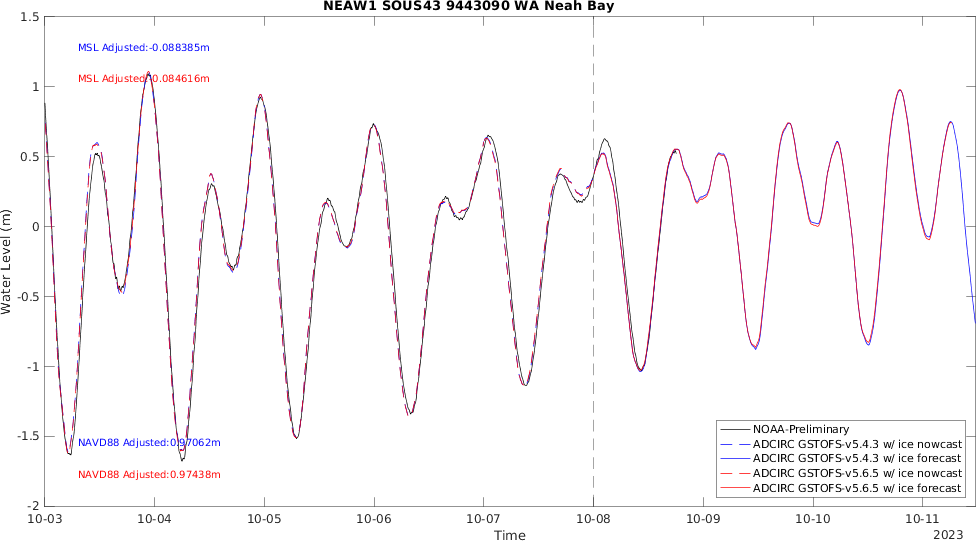 NEAW1 SOUS43 9443090 WA Neah Bay
1.5
1
0.5
0
-0.5
-1
-1.5
-2
Water Level (m)
MSL Adjusted:-0.088385m
MSL Adjusted:-0.084616m
NAVD88 Adjusted:0.97062m
NAVD88 Adjusted:0.97438m
NOAA-Preliminary
ADCIRC GSTOFS-v5.4.3 w/ ice nowcast
ADCIRC GSTOFS-v5.4.3 w/ ice forecast
ADCIRC GSTOFS-v5.6.5 w/ ice nowcast
ADCIRC GSTOFS-v5.6.5 w/ ice forecast
10-03 10-04 10-05 10-06 10-07 10-08 10-09 10-10 10-11
Time
2023